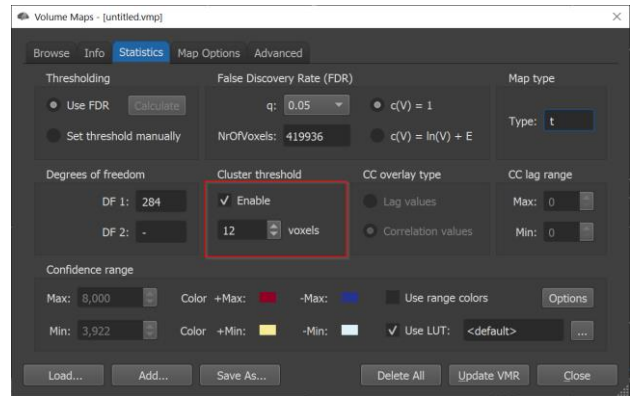 Volume Maps - [untitled.vmp]
Browse Info Statistics Map Options Advanced
Thresholding
Use FDR Calculate
Set threshold manually
False Discovery Rate (FDR)
q: 0.05 c(V) = 1
NrOfVoxels: 419936 c(V) = ln(V) + E
Map type
Type: t
Degrees of freedom
DF 1: 284
DF 2: -
Cluster threshold
Enable
12 voxels
CC overlay type
Lag values
Correlation values
CC lag range
Max: 0
Min: 0
Confidence range
Max: 8,000 Color +Max: -Max: Use range colors Options
Min: 3,922 Color +Min: -Min: Use LUT: <default> ...
Load... Add... Save As... Delete All Update VMR Close